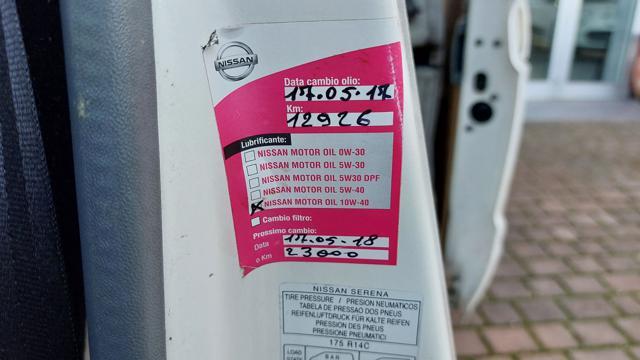 NISSAN
Data cambio olio:
17.05.17
Km:
12926
Lubrificante:
NISSAN MOTOR OIL 0W-30
NISSAN MOTOR OIL 5W-30
NISSAN MOTOR OIL 5W30 DPF
NISSAN MOTOR OIL 5W-40
NISSAN MOTOR OIL 10W-40
Cambio filtro:
Prossimo cambio:
Data 17.05.18
o Km 23000
NISSAN SERENA
TIRE PRESSURE / PRESION NEUMATICOS
TABELA DE PRESSAO DOS PNEUS
REIFENLUFTDRUCK FÜR KALTE REIFEN
PRESSION DES PNEUS
PRESSIONE PNEUMATICI
175 R14C
LOAD BAR
STATE